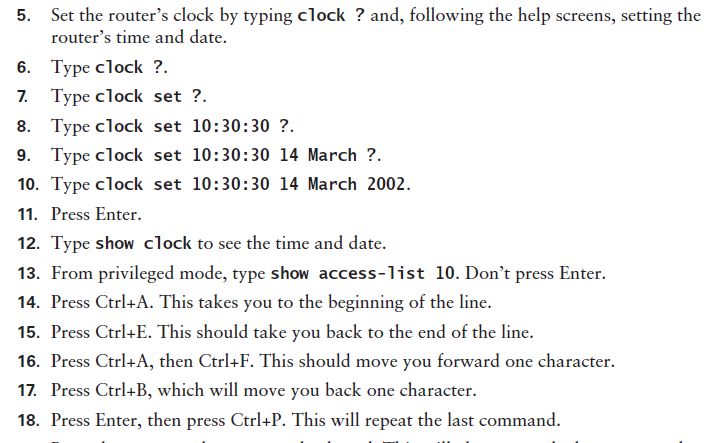 5. Set the router's clock by typing clock ? and, following the help screens, setting the
router's time and date.
6. Type clock ?.
7. Type clock set ?.
8. Type clock set 10:30:30 ?.
9. Type clock set 10:30:30 14 March ?.
10. Type clock set 10:30:30 14 March 2002.
11. Press Enter.
12. Type show clock to see the time and date.
13. From privileged mode, type show access-list 10. Don't press Enter.
14. Press Ctrl+A. This takes you to the beginning of the line.
15. Press Ctrl+E. This should take you back to the end of the line.
16. Press Ctrl+A, then Ctrl+F. This should move you forward one character.
17. Press Ctrl+B, which will move you back one character.
18. Press Enter, then press Ctrl+P. This will repeat the last command.